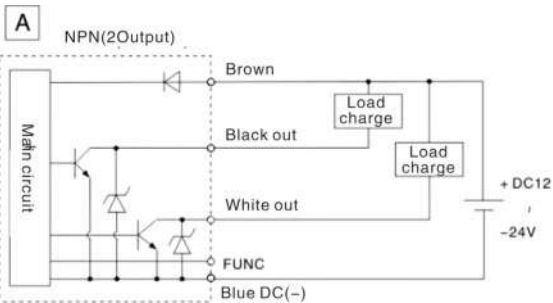 A
NPN(2Output)
Brown
Load
charge
Black out
Load
charge
Main circuit
+ DC12
~
-24V
White out
FUNC
Blue DC(-)